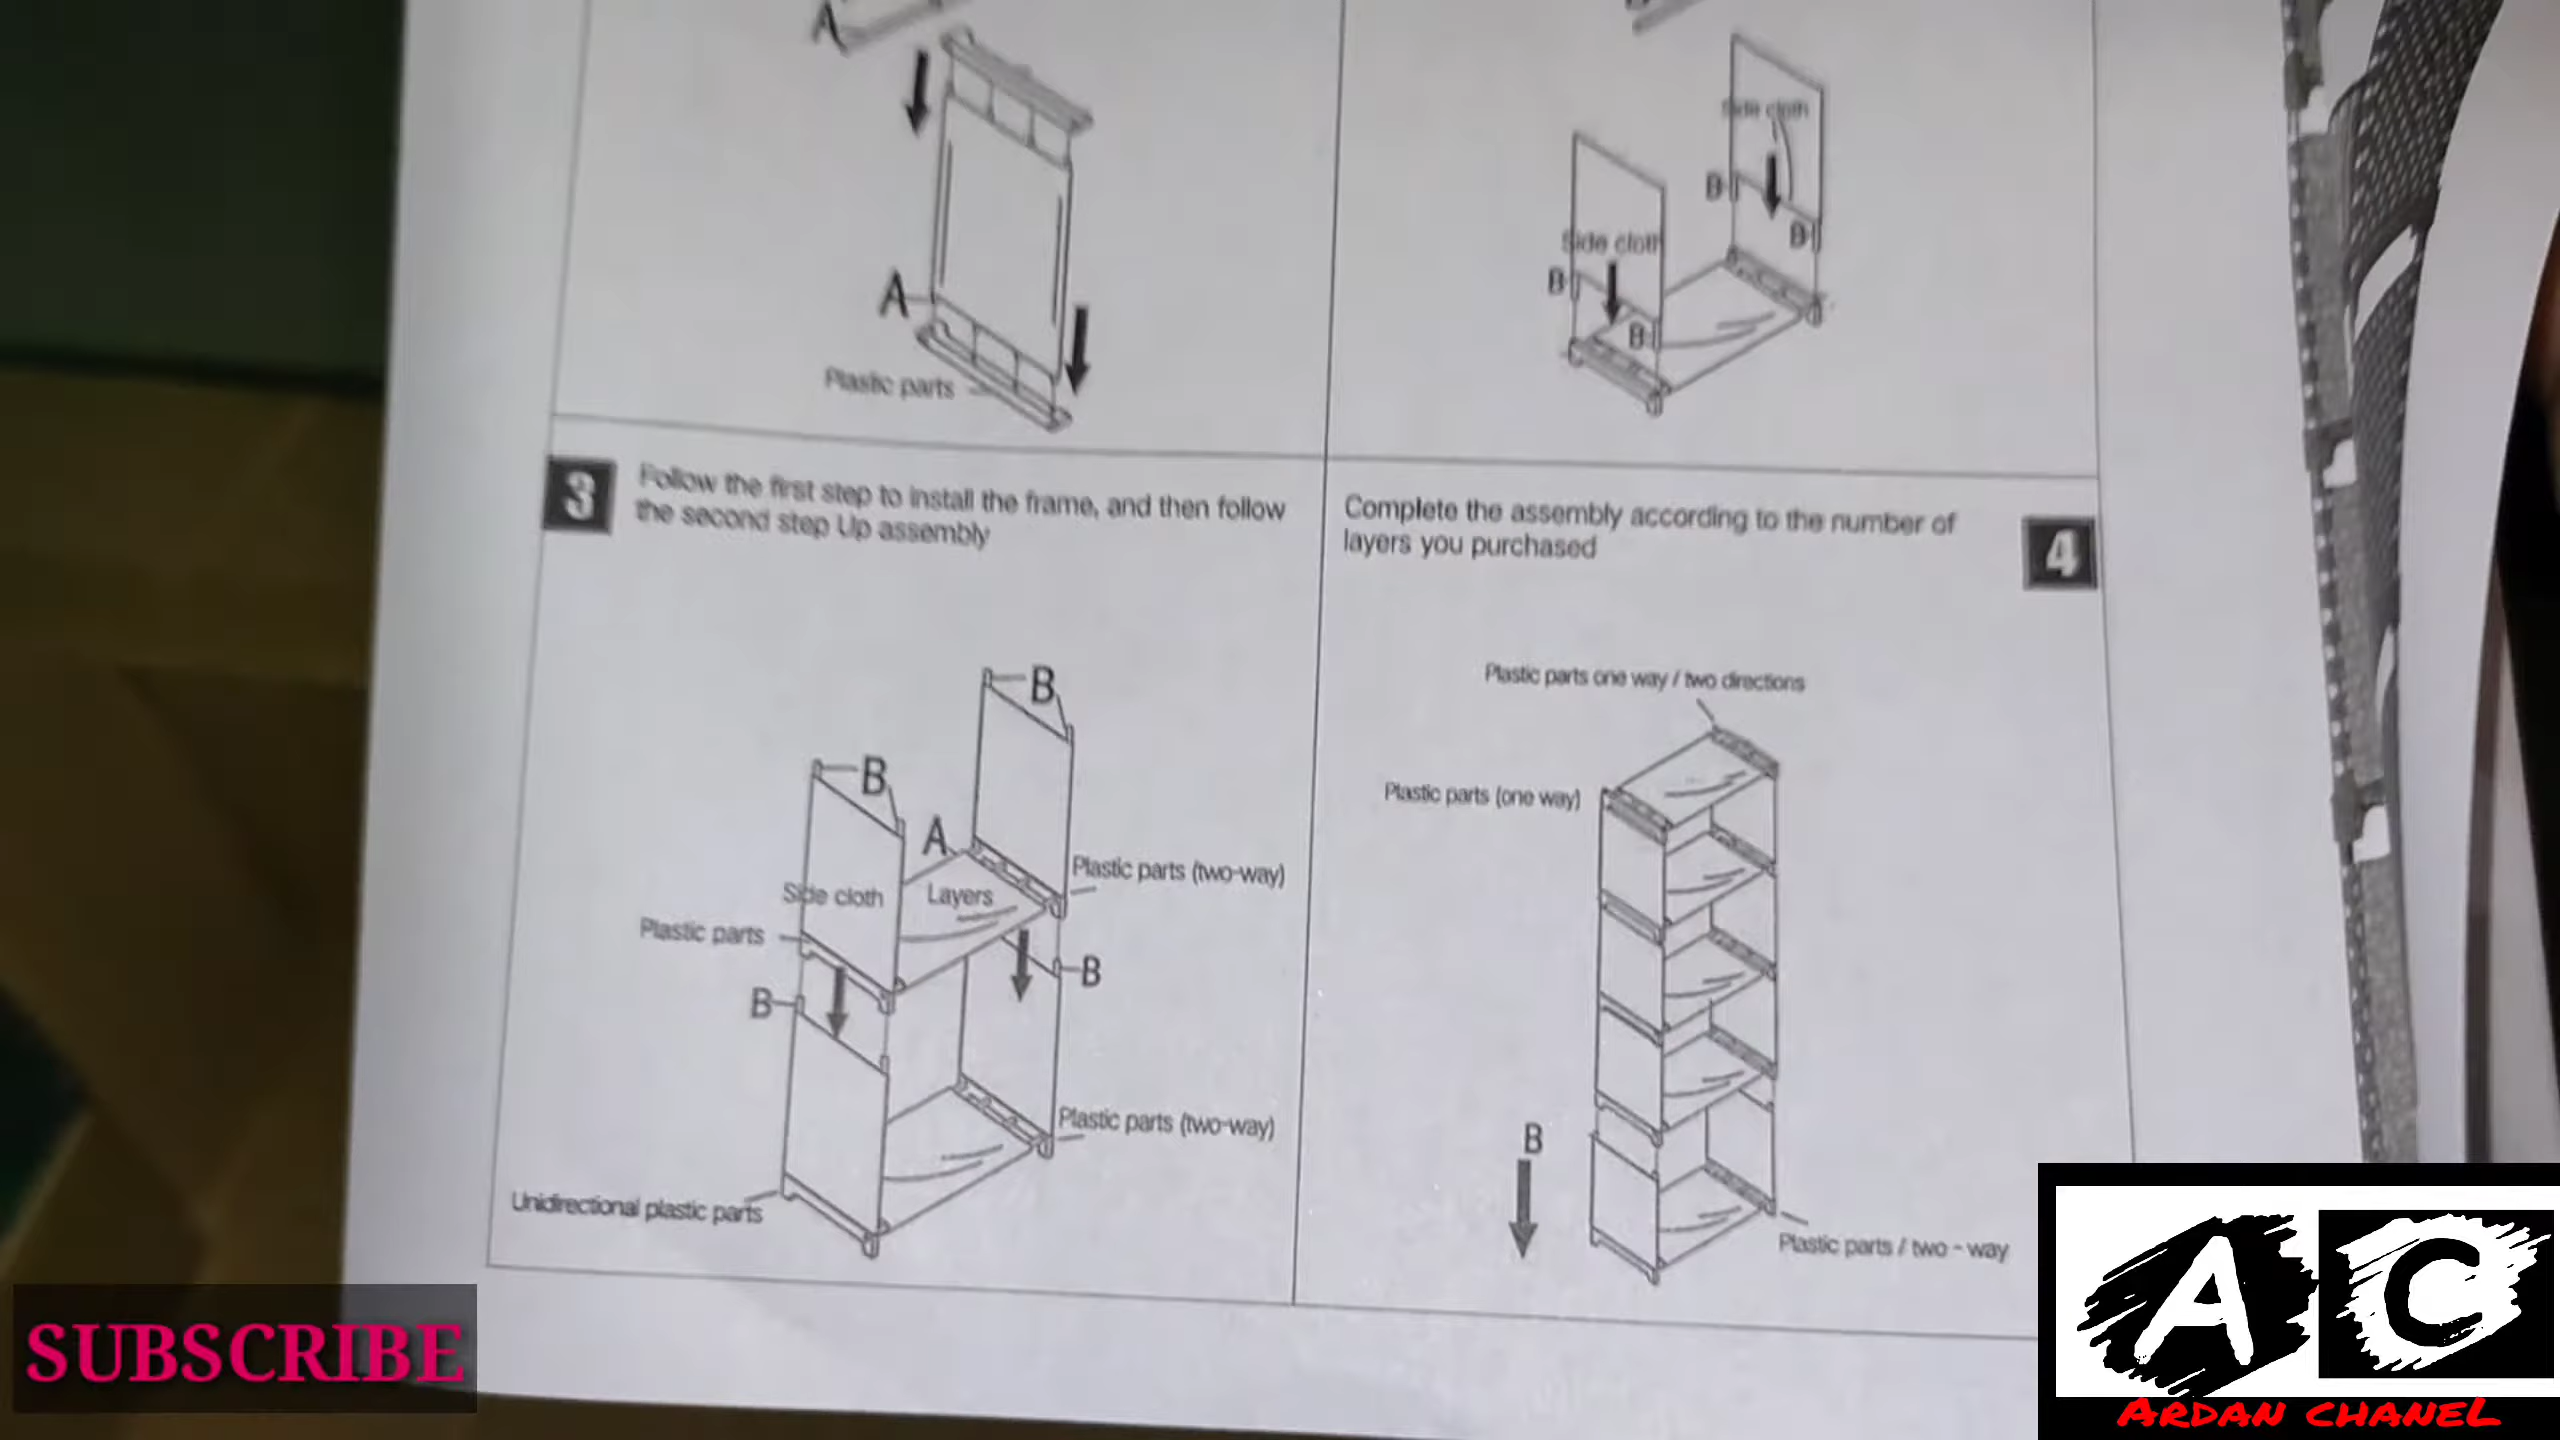 A
Side cloth
B
B
Side cloth
B
B
A
Plastic parts
3
Follow the first step to install the frame, and then follow
the second step Up assembly
Complete the assembly according to the number of
layers you purchased
4
B
B
A
Side cloth
Layers
Plastic parts (two-way)
Plastic parts
B
B
Plastic parts (two-way)
Unidirectional plastic parts
Plastic parts one way / two directions
Plastic parts (one way)
B
Plastic parts / two - way
SUBSCRIBE
AC
ARDAN CHANEL